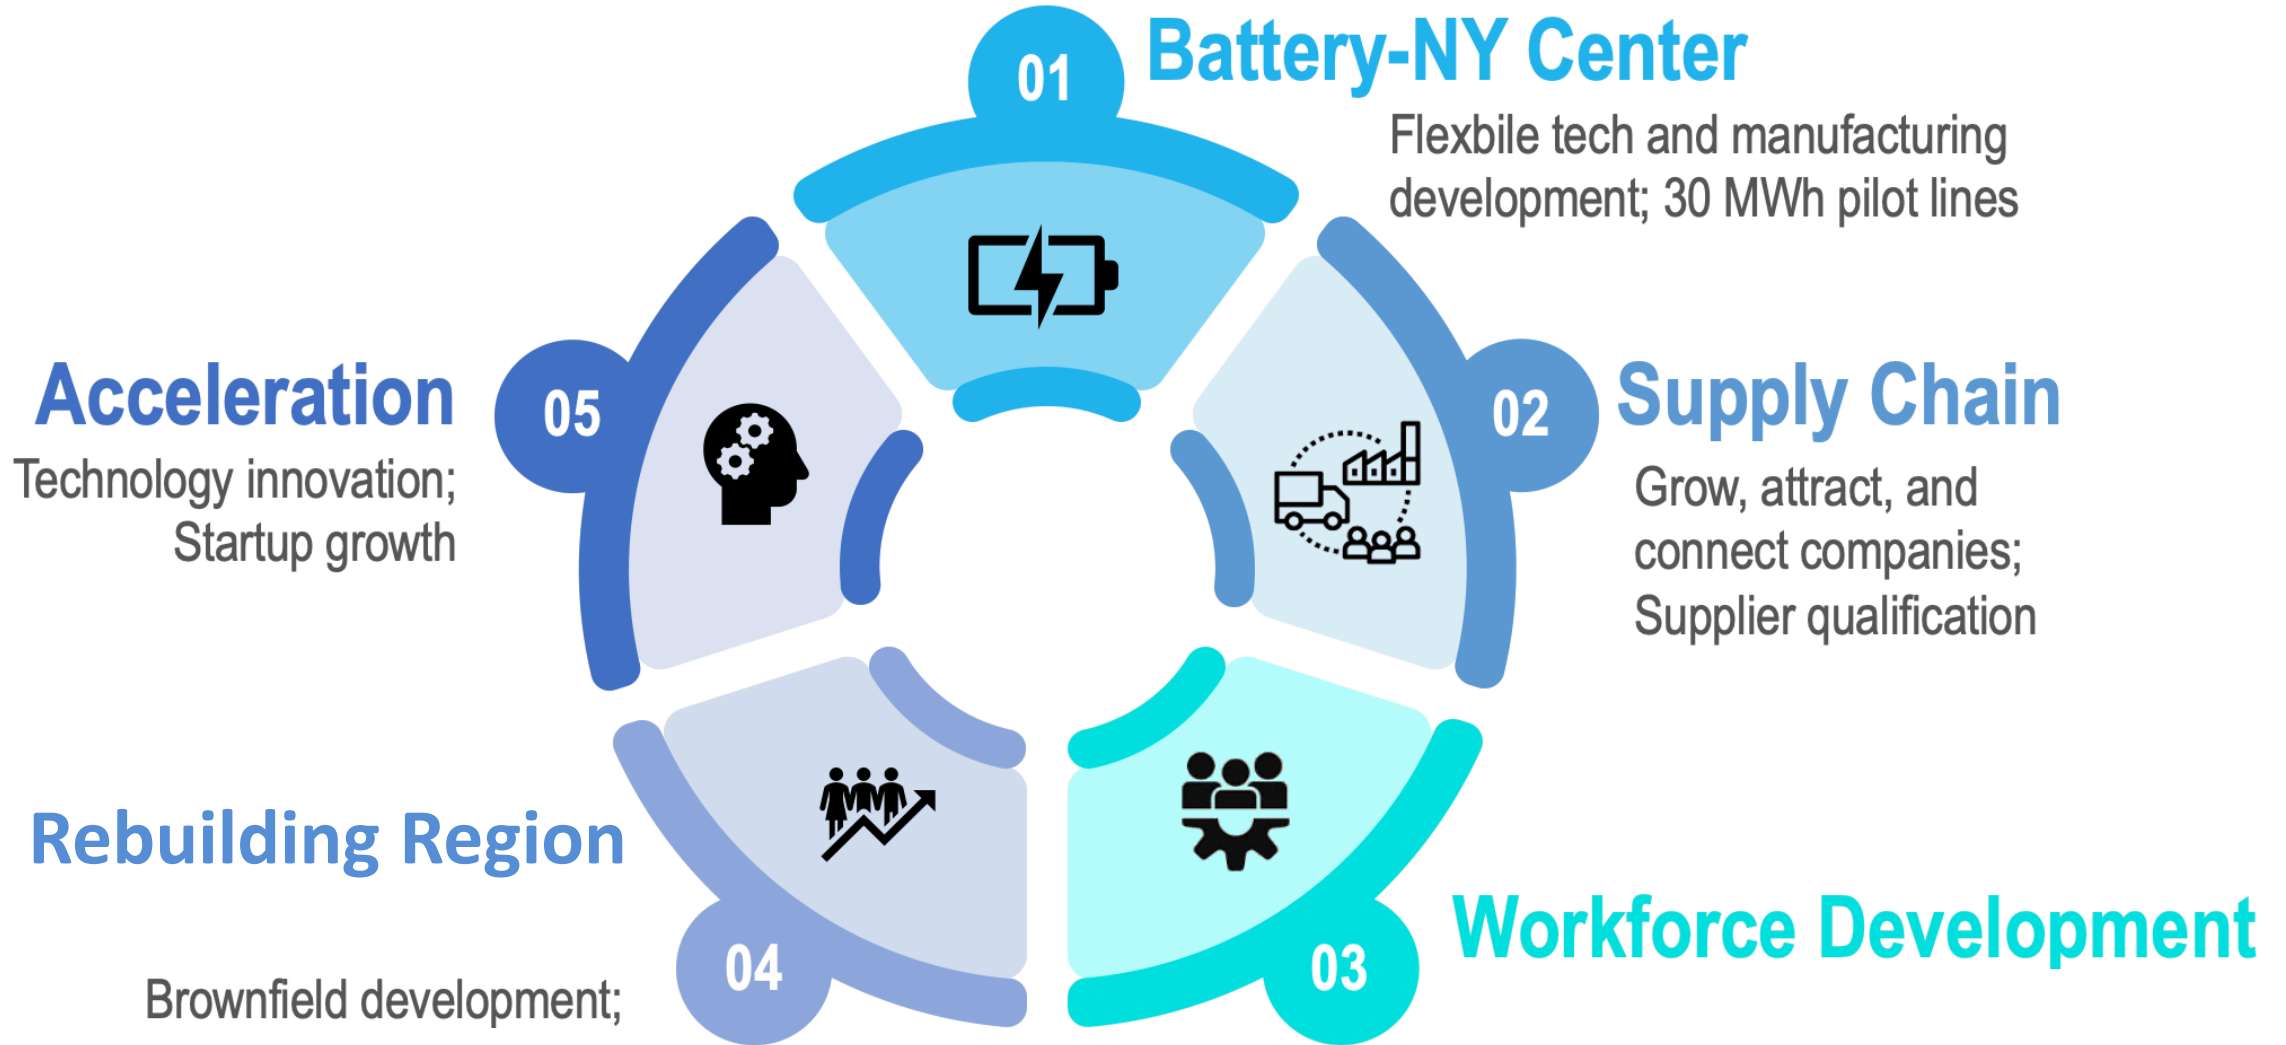 01
Battery-NY Center
Flexbile tech and manufacturing
development; 30 MWh pilot lines
02
Supply Chain
Grow, attract, and
connect companies;
Supplier qualification
03
Workforce Development
04
Rebuilding Region
Brownfield development;
05
Acceleration
Technology innovation;
Startup growth